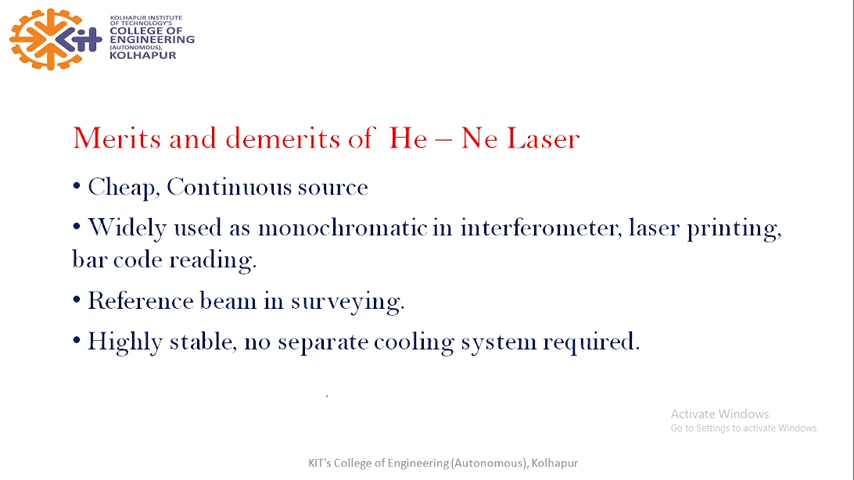 KOLHAPUR INSTITUTE
OF TECHNOLOGY'S
COLLEGE OF
ENGINEERING
(AUTONOMOUS),
KOLHAPUR
KIT
Merits and demerits of He – Ne Laser
• Cheap, Continuous source
• Widely used as monochromatic in interferometer, laser printing,
bar code reading.
• Reference beam in surveying.
• Highly stable, no separate cooling system required.
.
Activate Windows
Go to Settings to activate Windows.
KIT's College of Engineering (Autonomous), Kolhapur